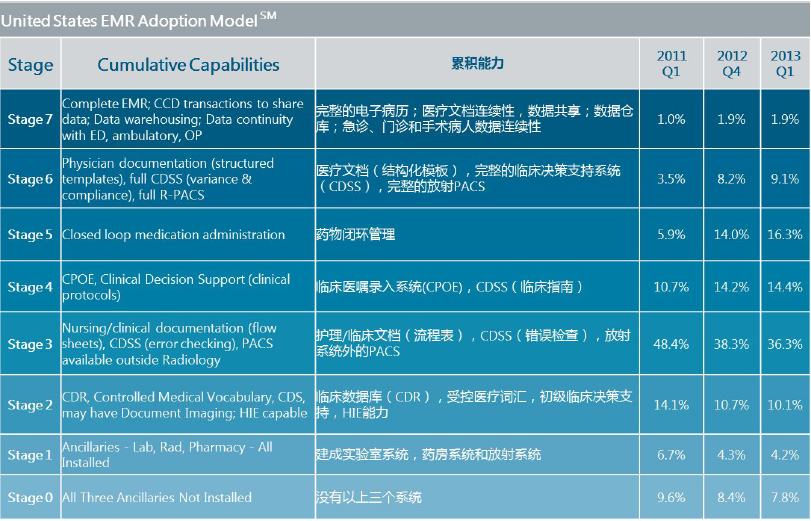 United States EMR Adoption Model SM
Stage Cumulative Capabilities 累积能力 2011 Q1 2012 Q4 2013 Q1
Stage 7
Complete EMR; CCD transactions to share
data; Data warehousing; Data continuity
with ED, ambulatory, OP
完整的电子病历；医疗文档连续性，数据共享；数据仓
库；急诊、门诊和手术病人数据连续性
1.0% 1.9% 1.9%
Stage 6
Physician documentation (structured
templates), full CDSS (variance &
compliance), full R-PACS
医疗文档（结构化模板），完整的临床决策支持系统
（CDSS），完整的放射PACS
3.5% 8.2% 9.1%
Stage 5
Closed loop medication administration
药物闭环管理
5.9% 14.0% 16.3%
Stage 4
CPOE, Clinical Decision Support (clinical
protocols)
临床医嘱录入系统(CPOE)，CDSS（临床指南）
10.7% 14.2% 14.4%
Stage 3
Nursing/clinical documentation (flow
sheets), CDSS (error checking), PACS
available outside Radiology
护理/临床文档（流程表），CDSS（错误检查），放射
系统外的PACS
48.4% 38.3% 36.3%
Stage 2
CDR, Controlled Medical Vocabulary, CDS,
may have Document Imaging; HIE capable
临床数据库（CDR），受控医疗词汇，初级临床决策支
持，HIE能力
14.1% 10.7% 10.1%
Stage 1
Ancillaries - Lab, Rad, Pharmacy - All
Installed
建成实验室系统，药房系统和放射系统
6.7% 4.3% 4.2%
Stage 0
All Three Ancillaries Not Installed
没有以上三个系统
9.6% 8.4% 7.8%